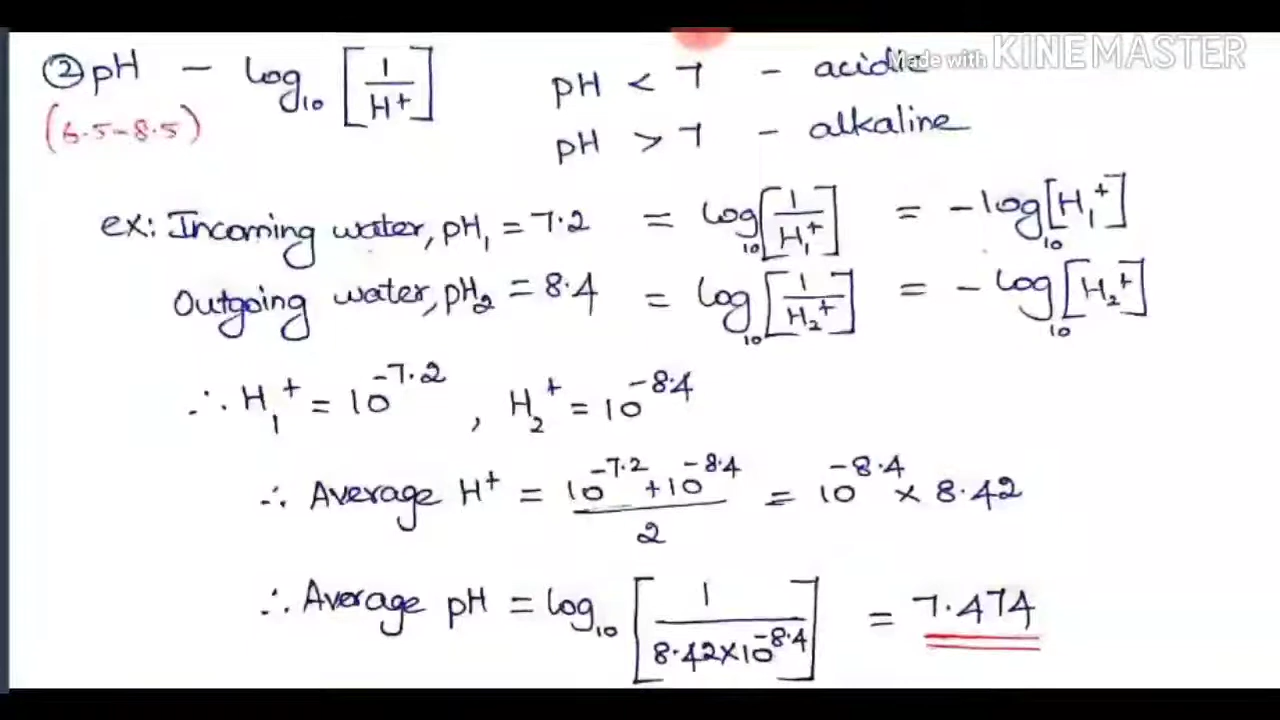 Made with KINEMASTER
② pH - log₁₀ [1/H⁺] pH < 7 - acidic
(6.5-8.5) pH > 7 - alkaline
ex: Incoming water, pH₁ = 7.2 = log₁₀ [1/H₁⁺] = -log₁₀ [H₁⁺]
Outgoing water, pH₂ = 8.4 = log₁₀ [1/H₂⁺] = -log₁₀ [H₂⁺]
∴ H₁⁺ = 10^-7.2, H₂⁺ = 10^-8.4
∴ Average H⁺ = (10^-7.2 + 10^-8.4)/2 = 10^-8.4 × 8.42
∴ Average pH = log₁₀ [1/(8.42×10^-8.4)] = 7.474